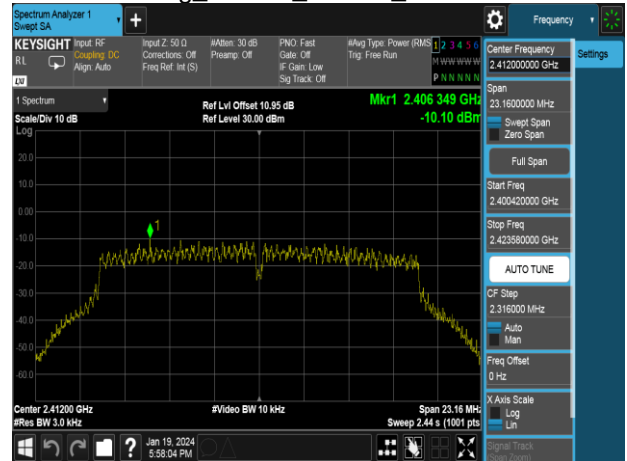 Spectrum Analyzer 1
Swept SA
Frequency
KEYSIGHT
RL
LXI
Input: RF
Coupling: DC
Align: Auto
Input Z: 50 Ω
Corrections: Off
Freq Ref: Int (S)
#Atten: 30 dB
Preamp: Off
PNO: Fast
Gate: Off
IF Gain: Low
Sig Track: Off
#Avg Type: Power (RMS
Trig: Free Run
1 2 3 4 5 6
M W W W W W
P N N N N N
1 Spectrum
Scale/Div 10 dB
Log
Ref Lvl Offset 10.95 dB
Ref Level 30.00 dBm
Mkr1 2.406 349 GHz
-10.10 dBm
20.0
10.0
0.00
-10.0
-20.0
-30.0
-40.0
-50.0
-60.0
1
Center 2.41200 GHz
#Res BW 3.0 kHz
#Video BW 10 kHz
Span 23.16 MHz
Sweep 2.44 s (1001 pts
Jan 19, 2024
5:58:04 PM
?
Center Frequency
2.412000000 GHz
Settings
Span
23.1600000 MHz
Swept Span
Zero Span
Full Span
Start Freq
2.400420000 GHz
Stop Freq
2.423580000 GHz
AUTO TUNE
CF Step
2.316000 MHz
Auto
Man
Freq Offset
0 Hz
X Axis Scale
Log
Lin
Signal Track
(Span Zoom)